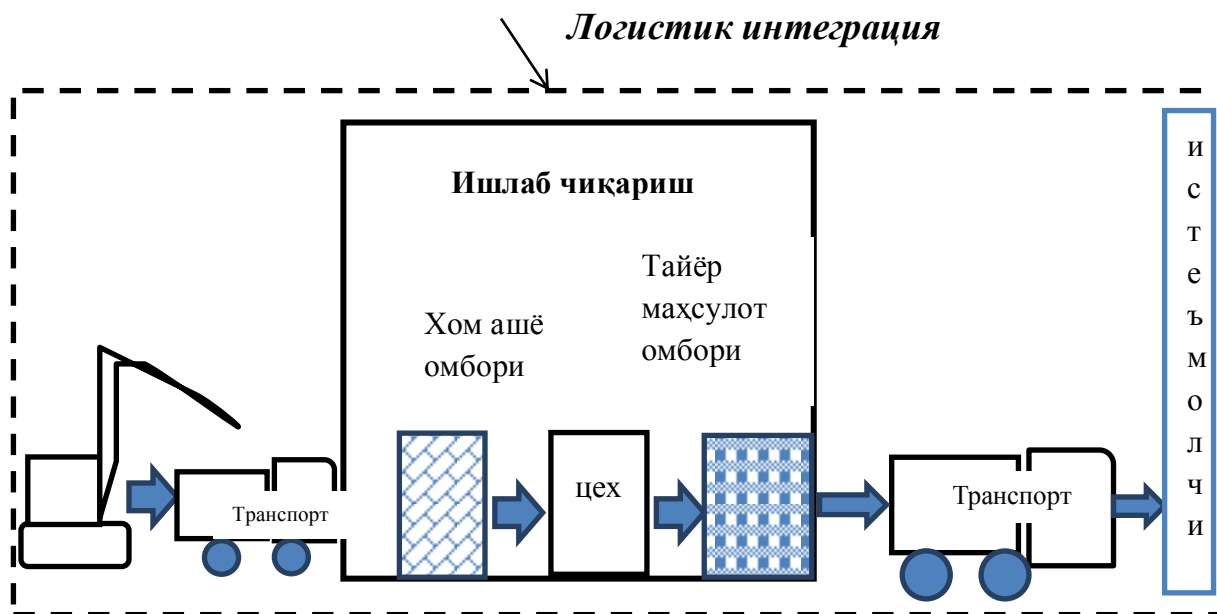 Логистик интеграция
Ишлаб чиқариш
Тайёр
маҳсулот
омбори
Хом ашё
омбори
цех
Транспорт
Транспорт
истеъмолчи